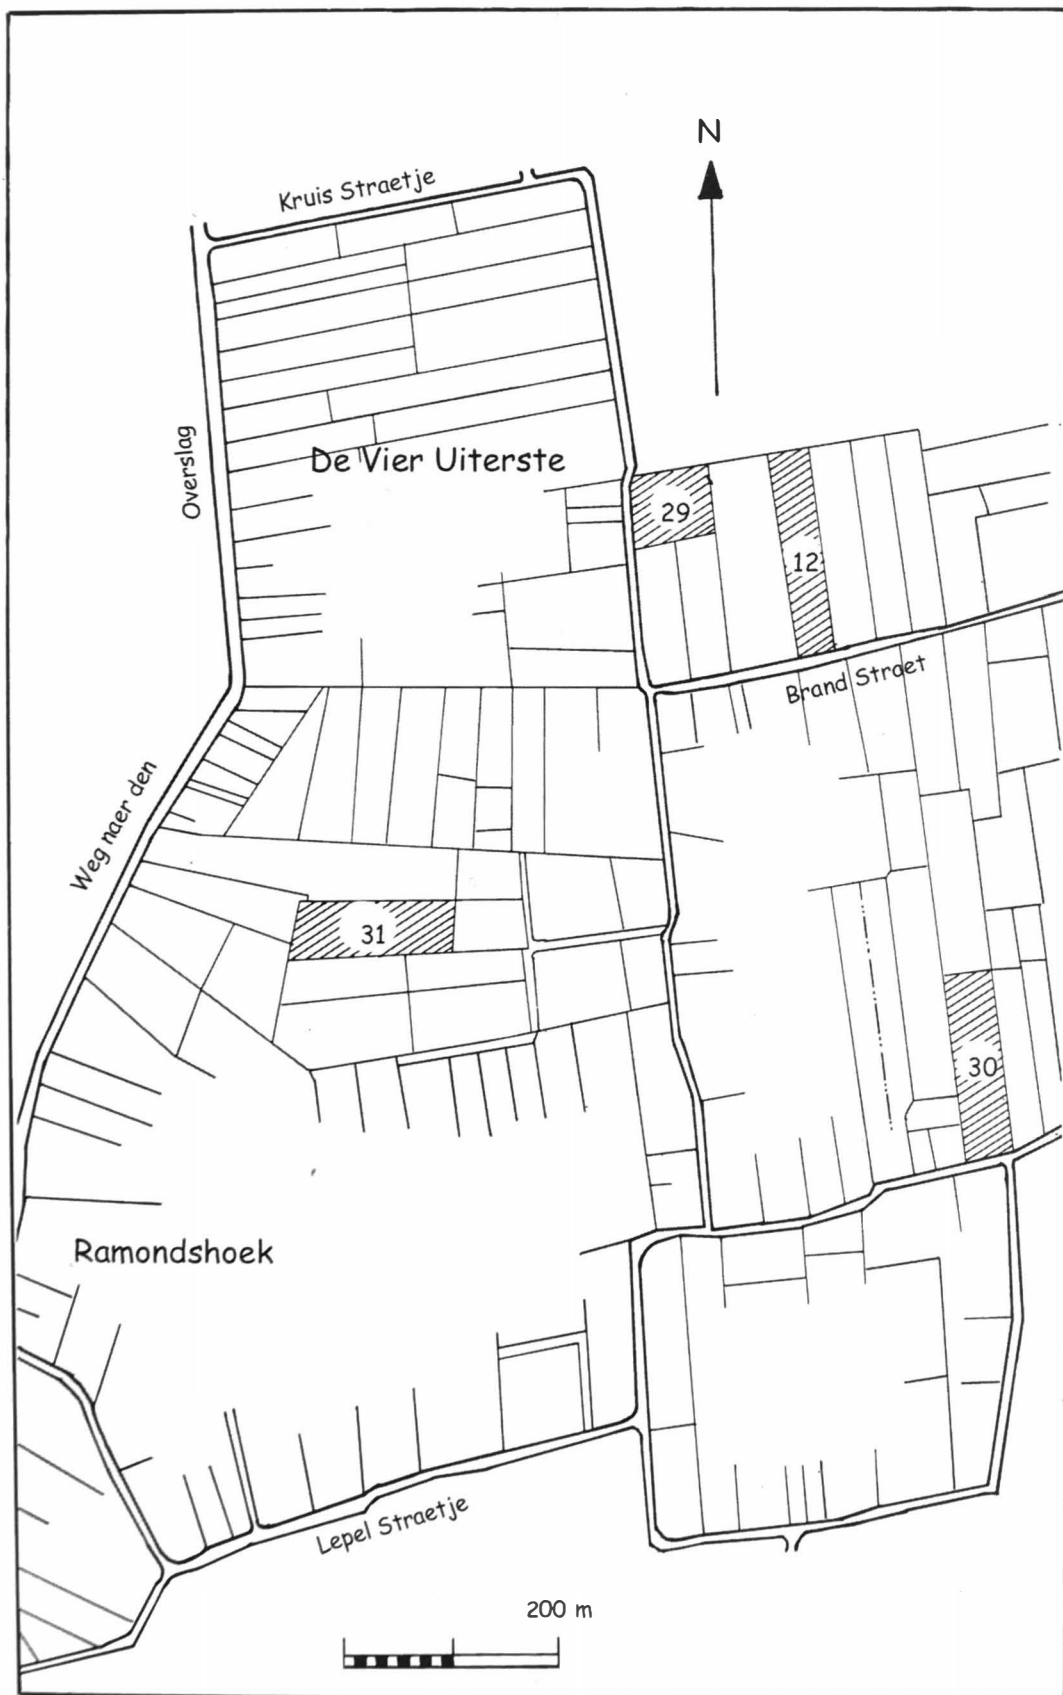 N
Kruis Straetje
Overslag
De Vier Uiterste
29
12
Brand Straet
Weg naer den
31
30
Ramondshoek
Lepel Straetje
200 m